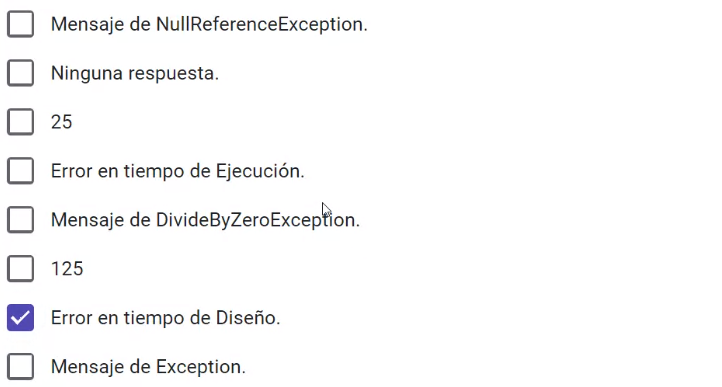 Mensaje de NullReferenceException.
Ninguna respuesta.
25
Error en tiempo de Ejecución.
Mensaje de DivideByZeroException.
125
Error en tiempo de Diseño.
Mensaje de Exception.